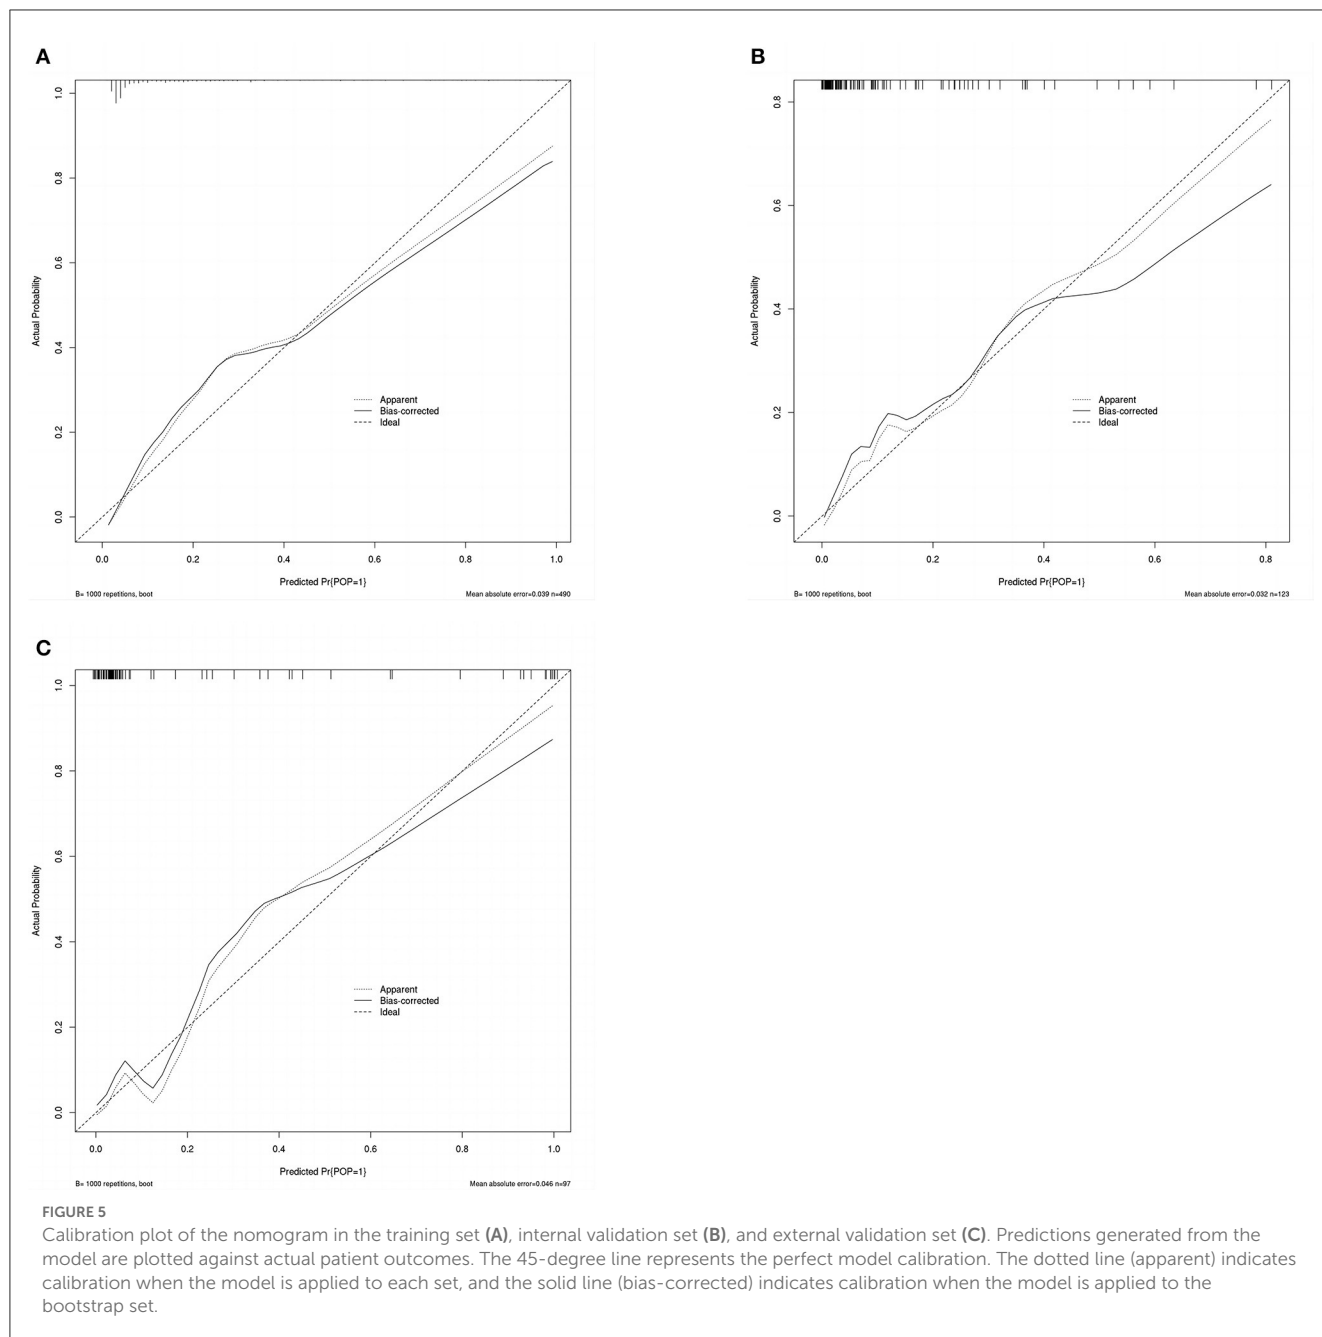 A
1.0
0.8
0.6
0.4
0.2
0.0
Actual Probability
Apparent
Bias-corrected
Ideal
0.0 0.2 0.4 0.6 0.8 1.0
Predicted Pr{POP=1}
B= 1000 repetitions, boot
Mean absolute error=0.039 n=490
B
0.8
0.6
0.4
0.2
0.0
Actual Probability
Apparent
Bias-corrected
Ideal
0.0 0.2 0.4 0.6 0.8
Predicted Pr{POP=1}
B= 1000 repetitions, boot
Mean absolute error=0.032 n=123
C
1.0
0.8
0.6
0.4
0.2
0.0
Actual Probability
Apparent
Bias-corrected
Ideal
0.0 0.2 0.4 0.6 0.8 1.0
Predicted Pr{POP=1}
B= 1000 repetitions, boot
Mean absolute error=0.046 n=97
FIGURE 5
Calibration plot of the nomogram in the training set (A), internal validation set (B), and external validation set (C). Predictions generated from the
model are plotted against actual patient outcomes. The 45-degree line represents the perfect model calibration. The dotted line (apparent) indicates
calibration when the model is applied to each set, and the solid line (bias-corrected) indicates calibration when the model is applied to the
bootstrap set.